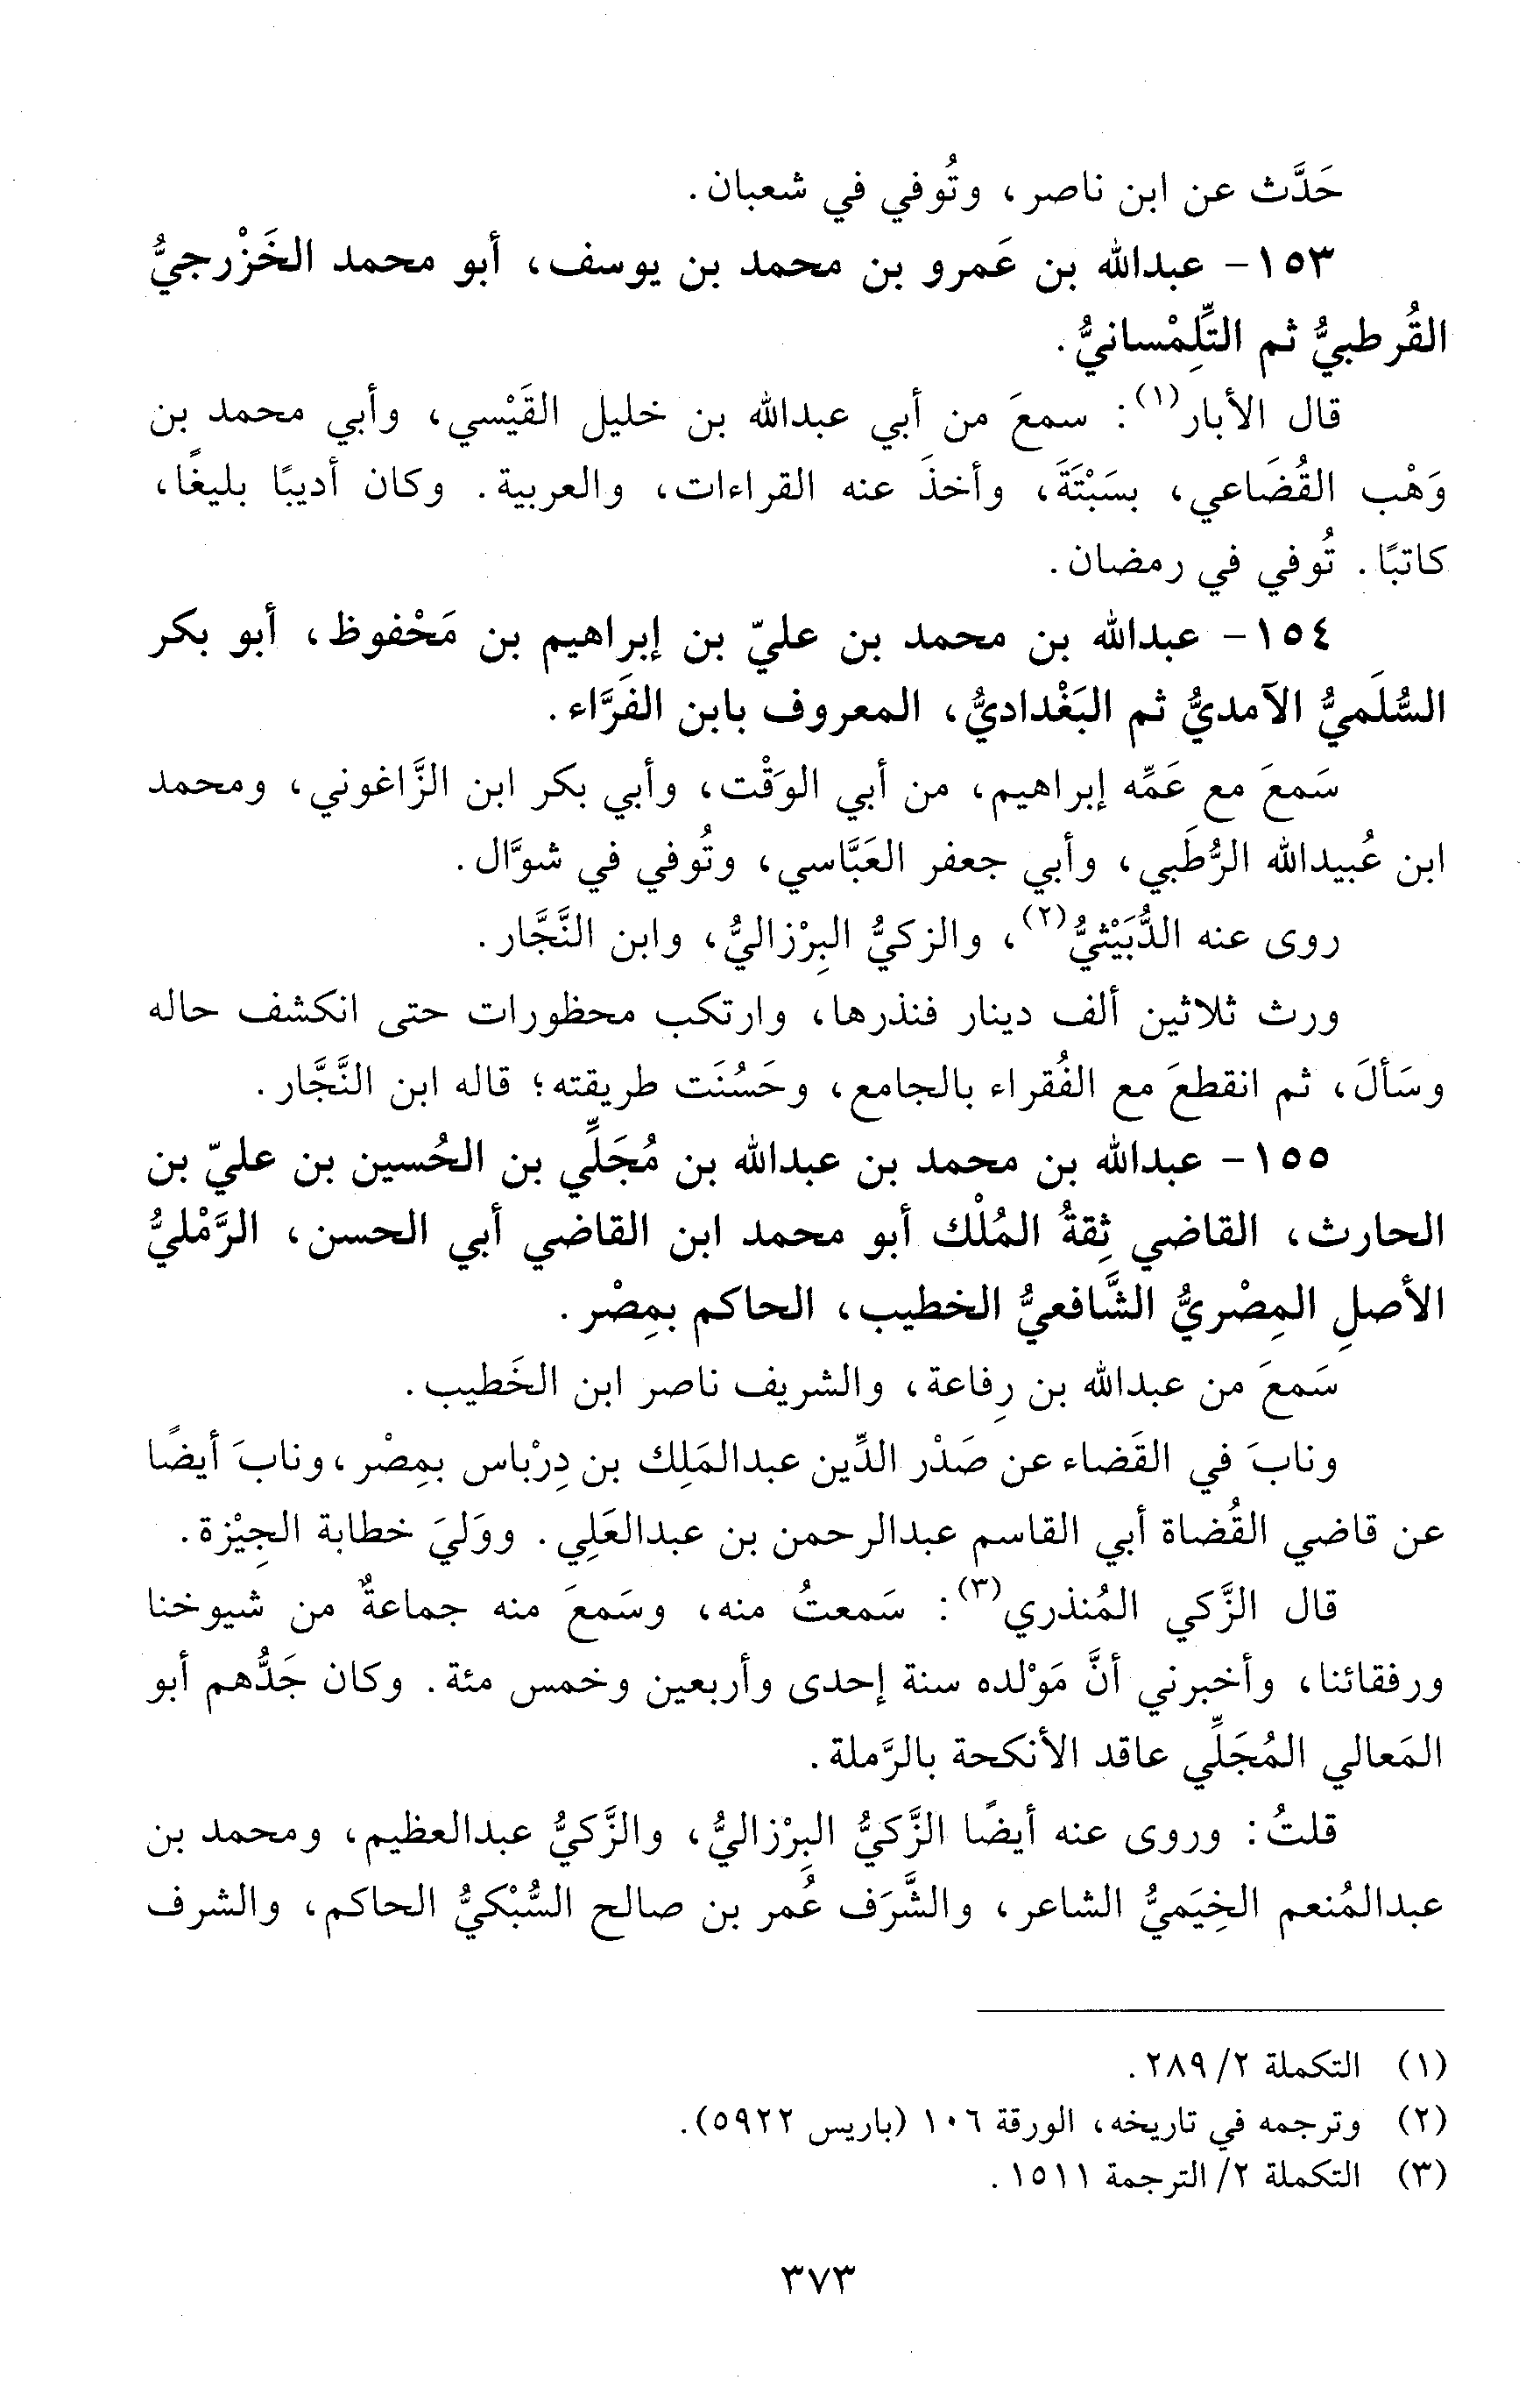 حَدَّث عن ابن ناصر، وتُوفي في شعبان.
١٥٣- عبدالله بن عَمرو بن محمد بن يوسف، أبو محمد الخَزْرجيُّ
القُرطبيُّ ثم التِّلِمْسانيُّ.
قال الأبار(١): سمعَ من أبي عبدالله بن خليل القَيْسي، وأبي محمد بن
وَهْب القُضَاعي، بسَبْتَةَ، وأخذَ عنه القراءات، والعربية. وكان أديبًا بليغًا،
كاتبًا. تُوفي في رمضان.
١٥٤- عبدالله بن محمد بن عليّ بن إبراهيم بن مَحْفوظ، أبو بكر
السُّلَميُّ الآمديُّ ثم البَغْداديُّ، المعروف بابن الفَرَّاء.
سَمعَ مع عَمِّه إبراهيم، من أبي الوَقْت، وأبي بكر ابن الزَّاغوني، ومحمد
ابن عُبيدالله الرُّطَبي، وأبي جعفر العَبَّاسي، وتُوفي في شوَّال.
روى عنه الدُّبَيْثيُّ(٢)، والزكيُّ البِرْزاليُّ، وابن النَّجَّار.
ورث ثلاثين ألف دينار فنذرها، وارتكب محظورات حتى انكشف حاله
وسَألَ، ثم انقطعَ مع الفُقراء بالجامع، وحَسُنَت طريقته؛ قاله ابن النَّجَّار.
١٥٥- عبدالله بن محمد بن عبدالله بن مُجَلِّي بن الحُسين بن عليّ بن
الحارث، القاضي ثِقةُ المُلْك أبو محمد ابن القاضي أبي الحسن، الرَّمْليُّ
الأصلِ المِصْريُّ الشَّافعيُّ الخطيب، الحاكم بمِصْر.
سَمعَ من عبدالله بن رِفاعة، والشريف ناصر ابن الخَطيب.
ونابَ في القَضاء عن صَدْر الدِّين عبدالمَلِك بن دِرْباس بمِصْر، ونابَ أيضًا
عن قاضي القُضاة أبي القاسم عبدالرحمن بن عبدالعَلِي. ووَليَ خطابة الجِيْزة.
قال الزَّكي المُنذري(٣): سَمعتُ منه، وسَمعَ منه جماعةٌ من شيوخنا
ورفقائنا، وأخبرني أنَّ مَوْلده سنة إحدى وأربعين وخمس مئة. وكان جَدُّهم أبو
المَعالي المُجَلِّي عاقد الأنكحة بالرَّملة.
قلتُ: وروى عنه أيضًا الزَّكيُّ البِرْزاليُّ، والزَّكيُّ عبدالعظيم، ومحمد بن
عبدالمُنعم الخِيَميُّ الشاعر، والشَّرَف عُمر بن صالح السُّبْكيُّ الحاكم، والشرف
(١) التكملة ٢/ ٢٨٩.
(٢) وترجمه في تاريخه، الورقة ١٠٦ (باريس ٥٩٢٢).
(٣) التكملة ٢/ الترجمة ١٥١١.
٣٧٣